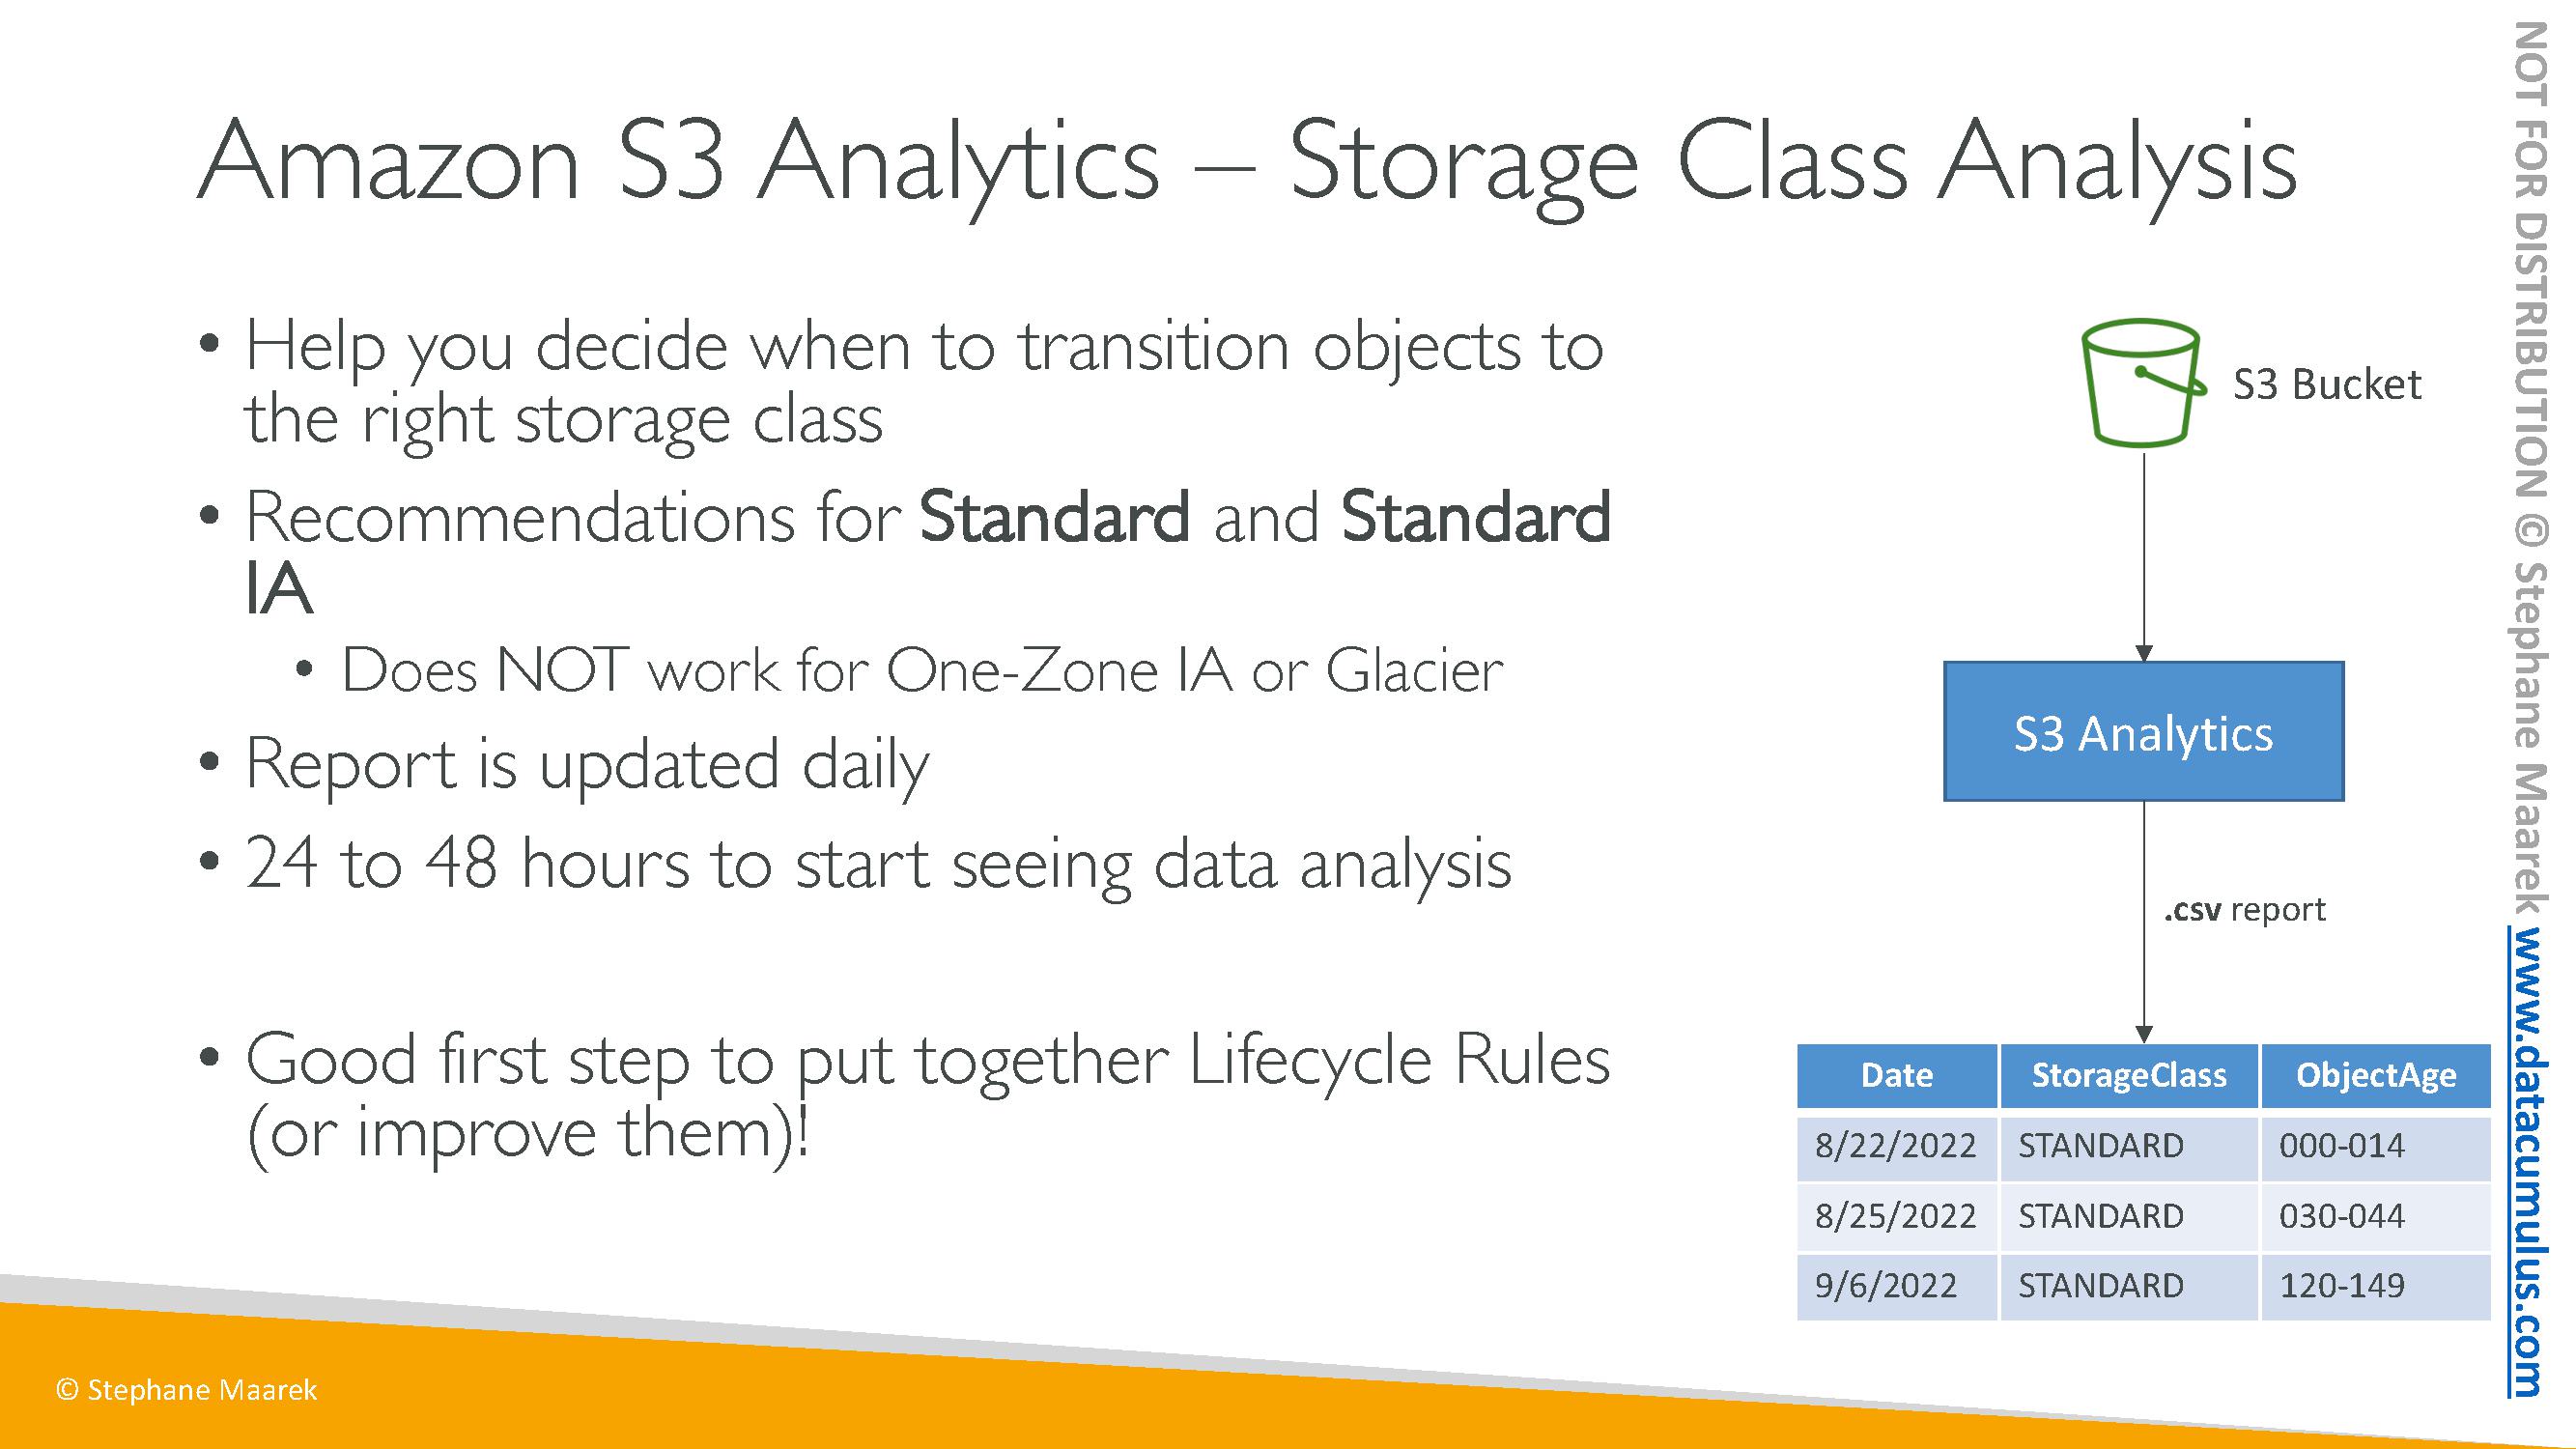 Amazon S3 Analytics – Storage Class Analysis
• Help you decide when to transition objects to
the right storage class
• Recommendations for Standard and Standard
IA
• Does NOT work for One-Zone IA or Glacier
• Report is updated daily
• 24 to 48 hours to start seeing data analysis
• Good first step to put together Lifecycle Rules
(or improve them)!
S3 Bucket
S3 Analytics
.csv report
Date StorageClass ObjectAge
8/22/2022 STANDARD 000-014
8/25/2022 STANDARD 030-044
9/6/2022 STANDARD 120-149
© Stephane Maarek
NOT FOR DISTRIBUTION © Stephane Maarek www.datacumulus.com